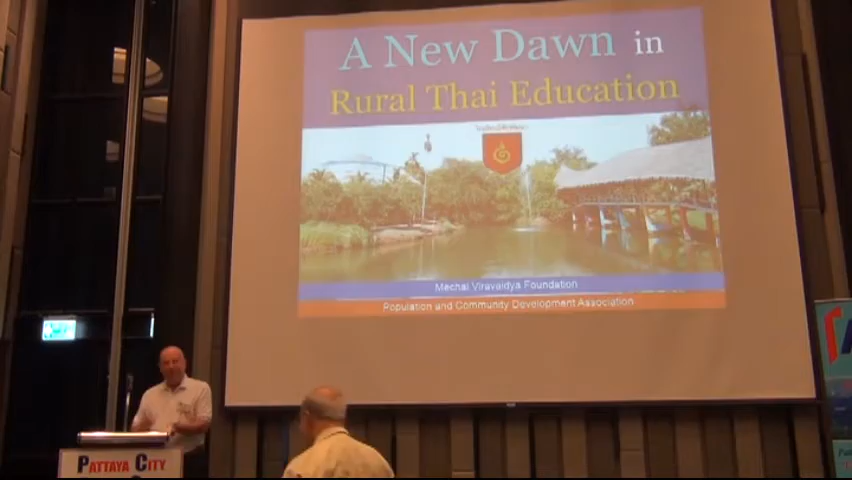 A New Dawn in
Rural Thai Education
Mechai Viravaidya Foundation
Population and Community Development Association
PATTAYA CITY